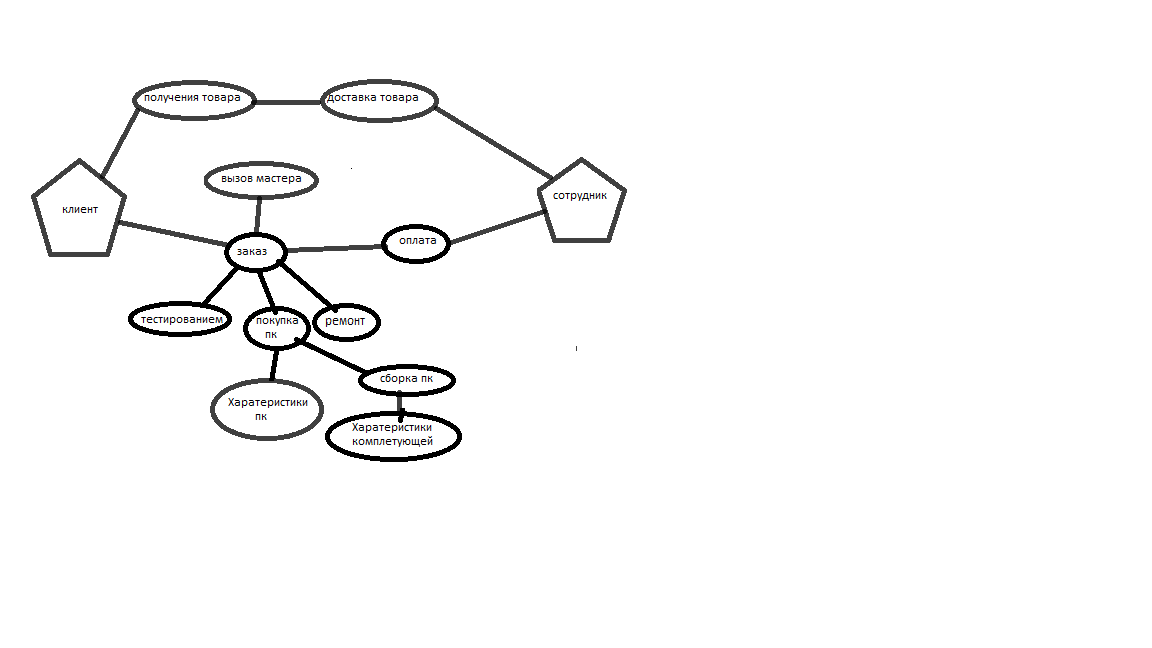 получения товара
доставка товара
вызов мастера
клиент
сотрудник
заказ
оплата
тестированием
покупка
пк
ремонт
сборка пк
Харатеристики
пк
Харатеристики
комплетующей